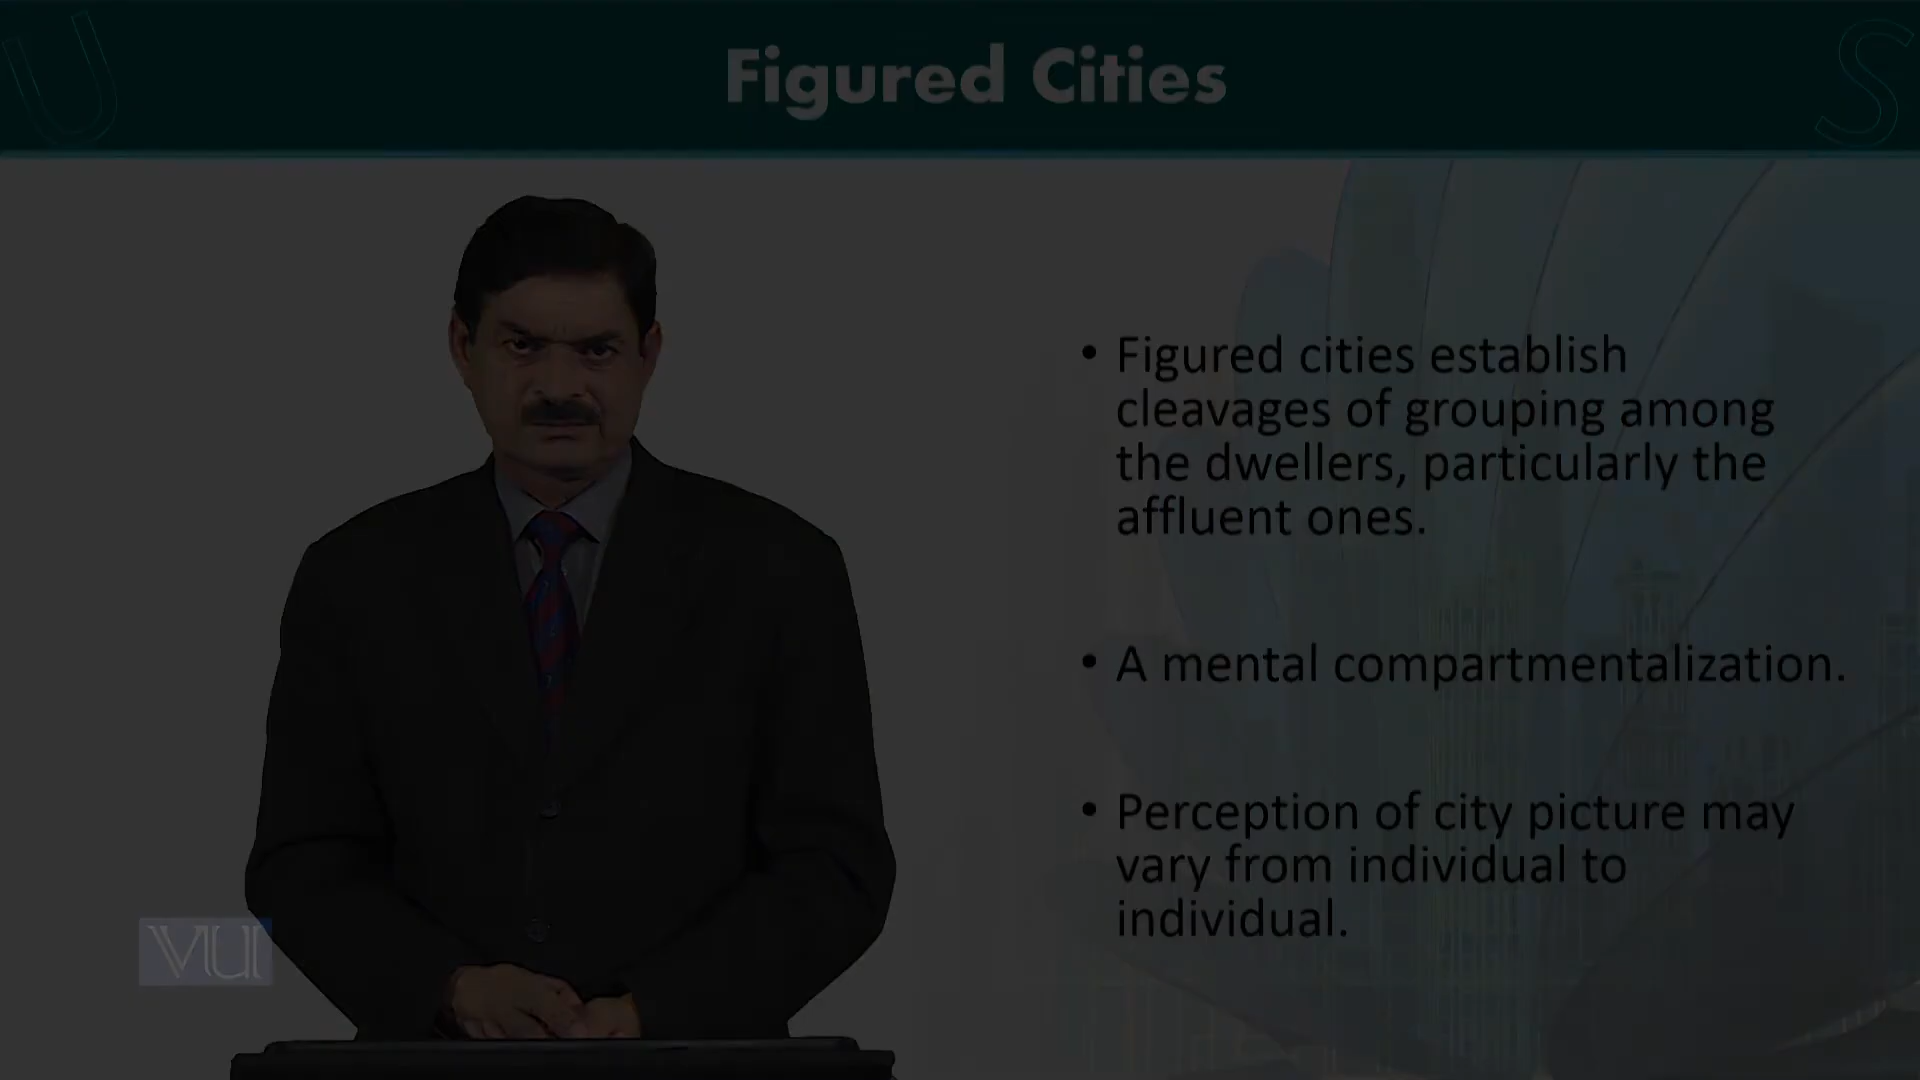 U
S
Figured Cities
• Figured cities establish
cleavages of grouping among
the dwellers, particularly the
affluent ones.
• A mental compartmentalization.
• Perception of city picture may
vary from individual to
individual.
VU